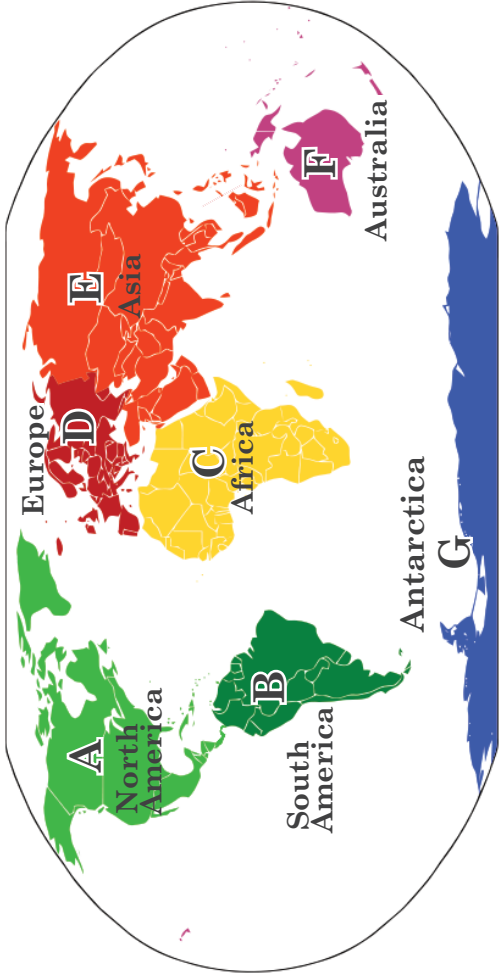 Europe
D
E
Asia
A
North
America
C
Africa
B
South
America
F
Australia
Antarctica
G